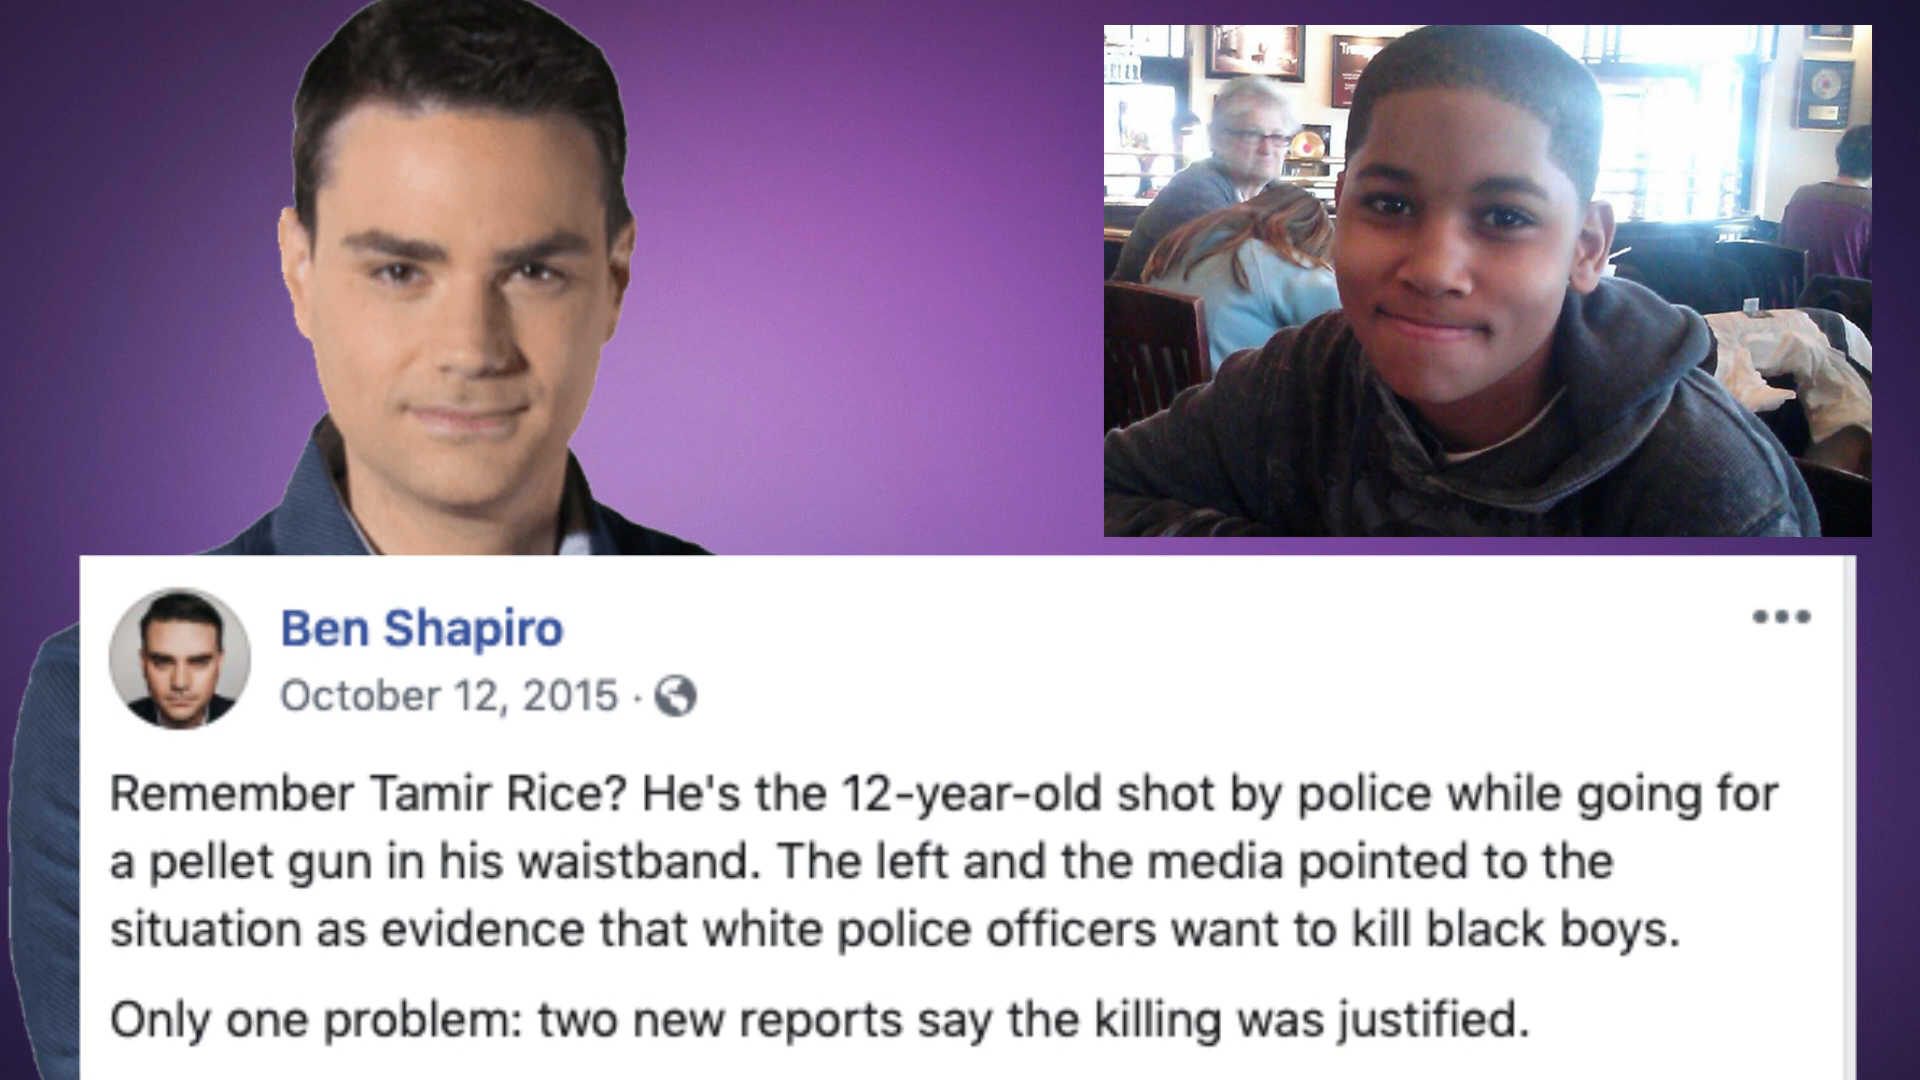 Ben Shapiro
October 12, 2015 ·
Remember Tamir Rice? He's the 12-year-old shot by police while going for
a pellet gun in his waistband. The left and the media pointed to the
situation as evidence that white police officers want to kill black boys.
Only one problem: two new reports say the killing was justified.